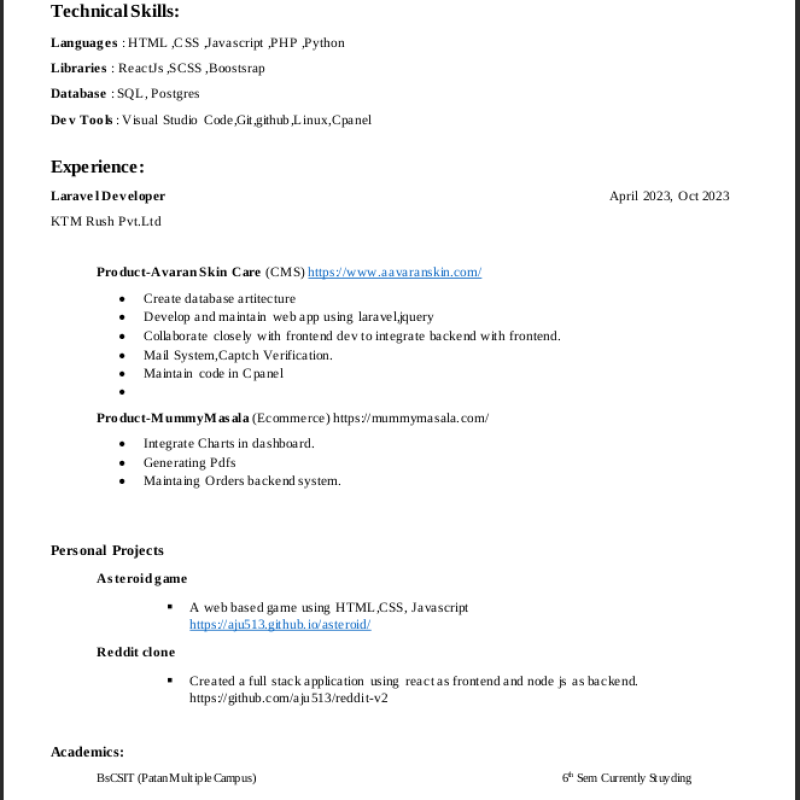 Technical Skills:
Languages : HTML ,CSS ,Javascript ,PHP ,Python
Libraries : ReactJs ,SCSS ,Boostsrap
Database : SQL, Postgres
Dev Tools : Visual Studio Code,Git,github,Linux,Cpanel
Experience:
Laravel Developer April 2023, Oct 2023
KTM Rush Pvt.Ltd
Product-Avaran Skin Care (CMS) https://www.aavaranskin.com/
• Create database artitecture
• Develop and maintain web app using laravel,jquery
• Collaborate closely with frontend dev to integrate backend with frontend.
• Mail System,Captch Verification.
• Maintain code in Cpanel
•
Product-MummyMasala (Ecommerce) https://mummymasala.com/
• Integrate Charts in dashboard.
• Generating Pdfs
• Maintaing Orders backend system.
Personal Projects
Asteroid game
▪ A web based game using HTML,CSS, Javascript
https://aju513.github.io/asteroid/
Reddit clone
▪ Created a full stack application using react as frontend and node js as backend.
https://github.com/aju513/reddit-v2
Academics:
BsCSIT (Patan Multiple Campus) 6th Sem Currently Stuyding